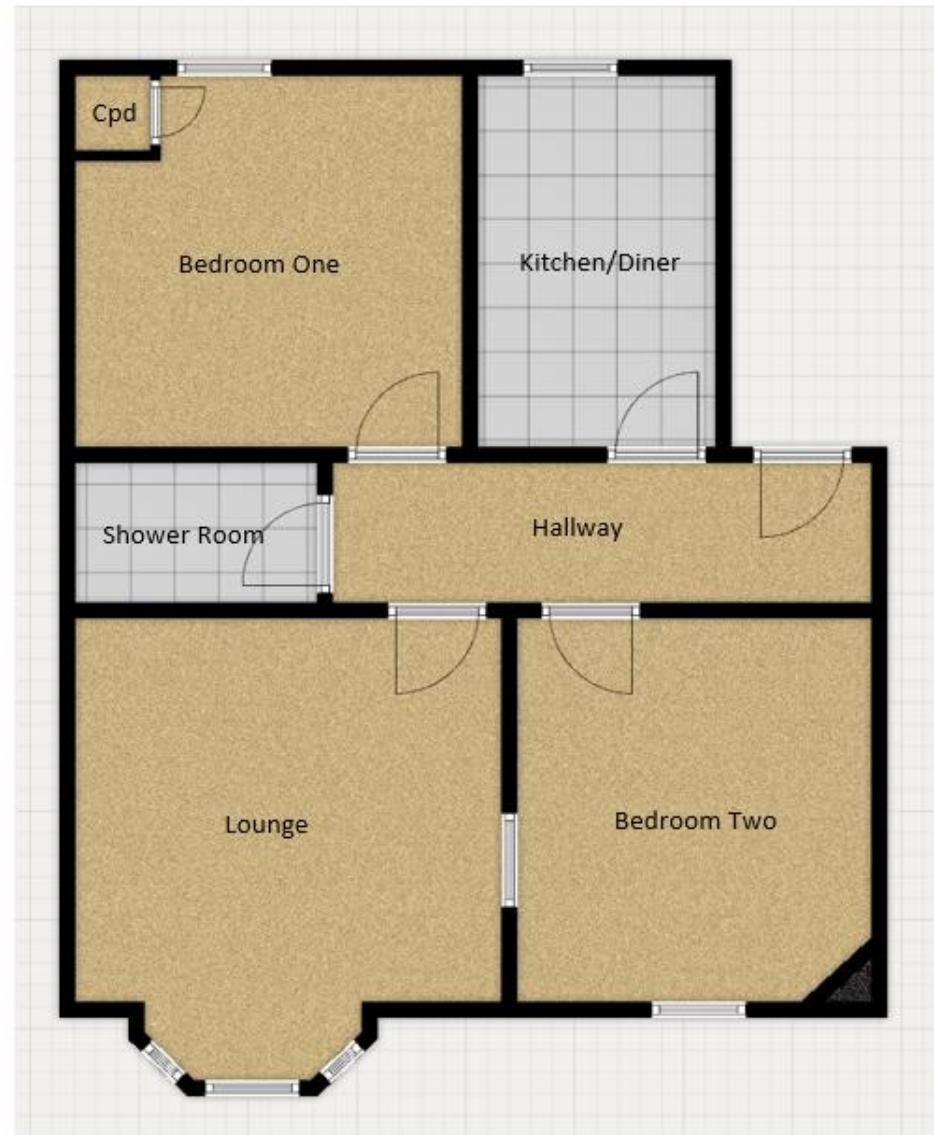 Cpd
Bedroom One
Kitchen/Diner
Shower Room
Hallway
Lounge
Bedroom Two